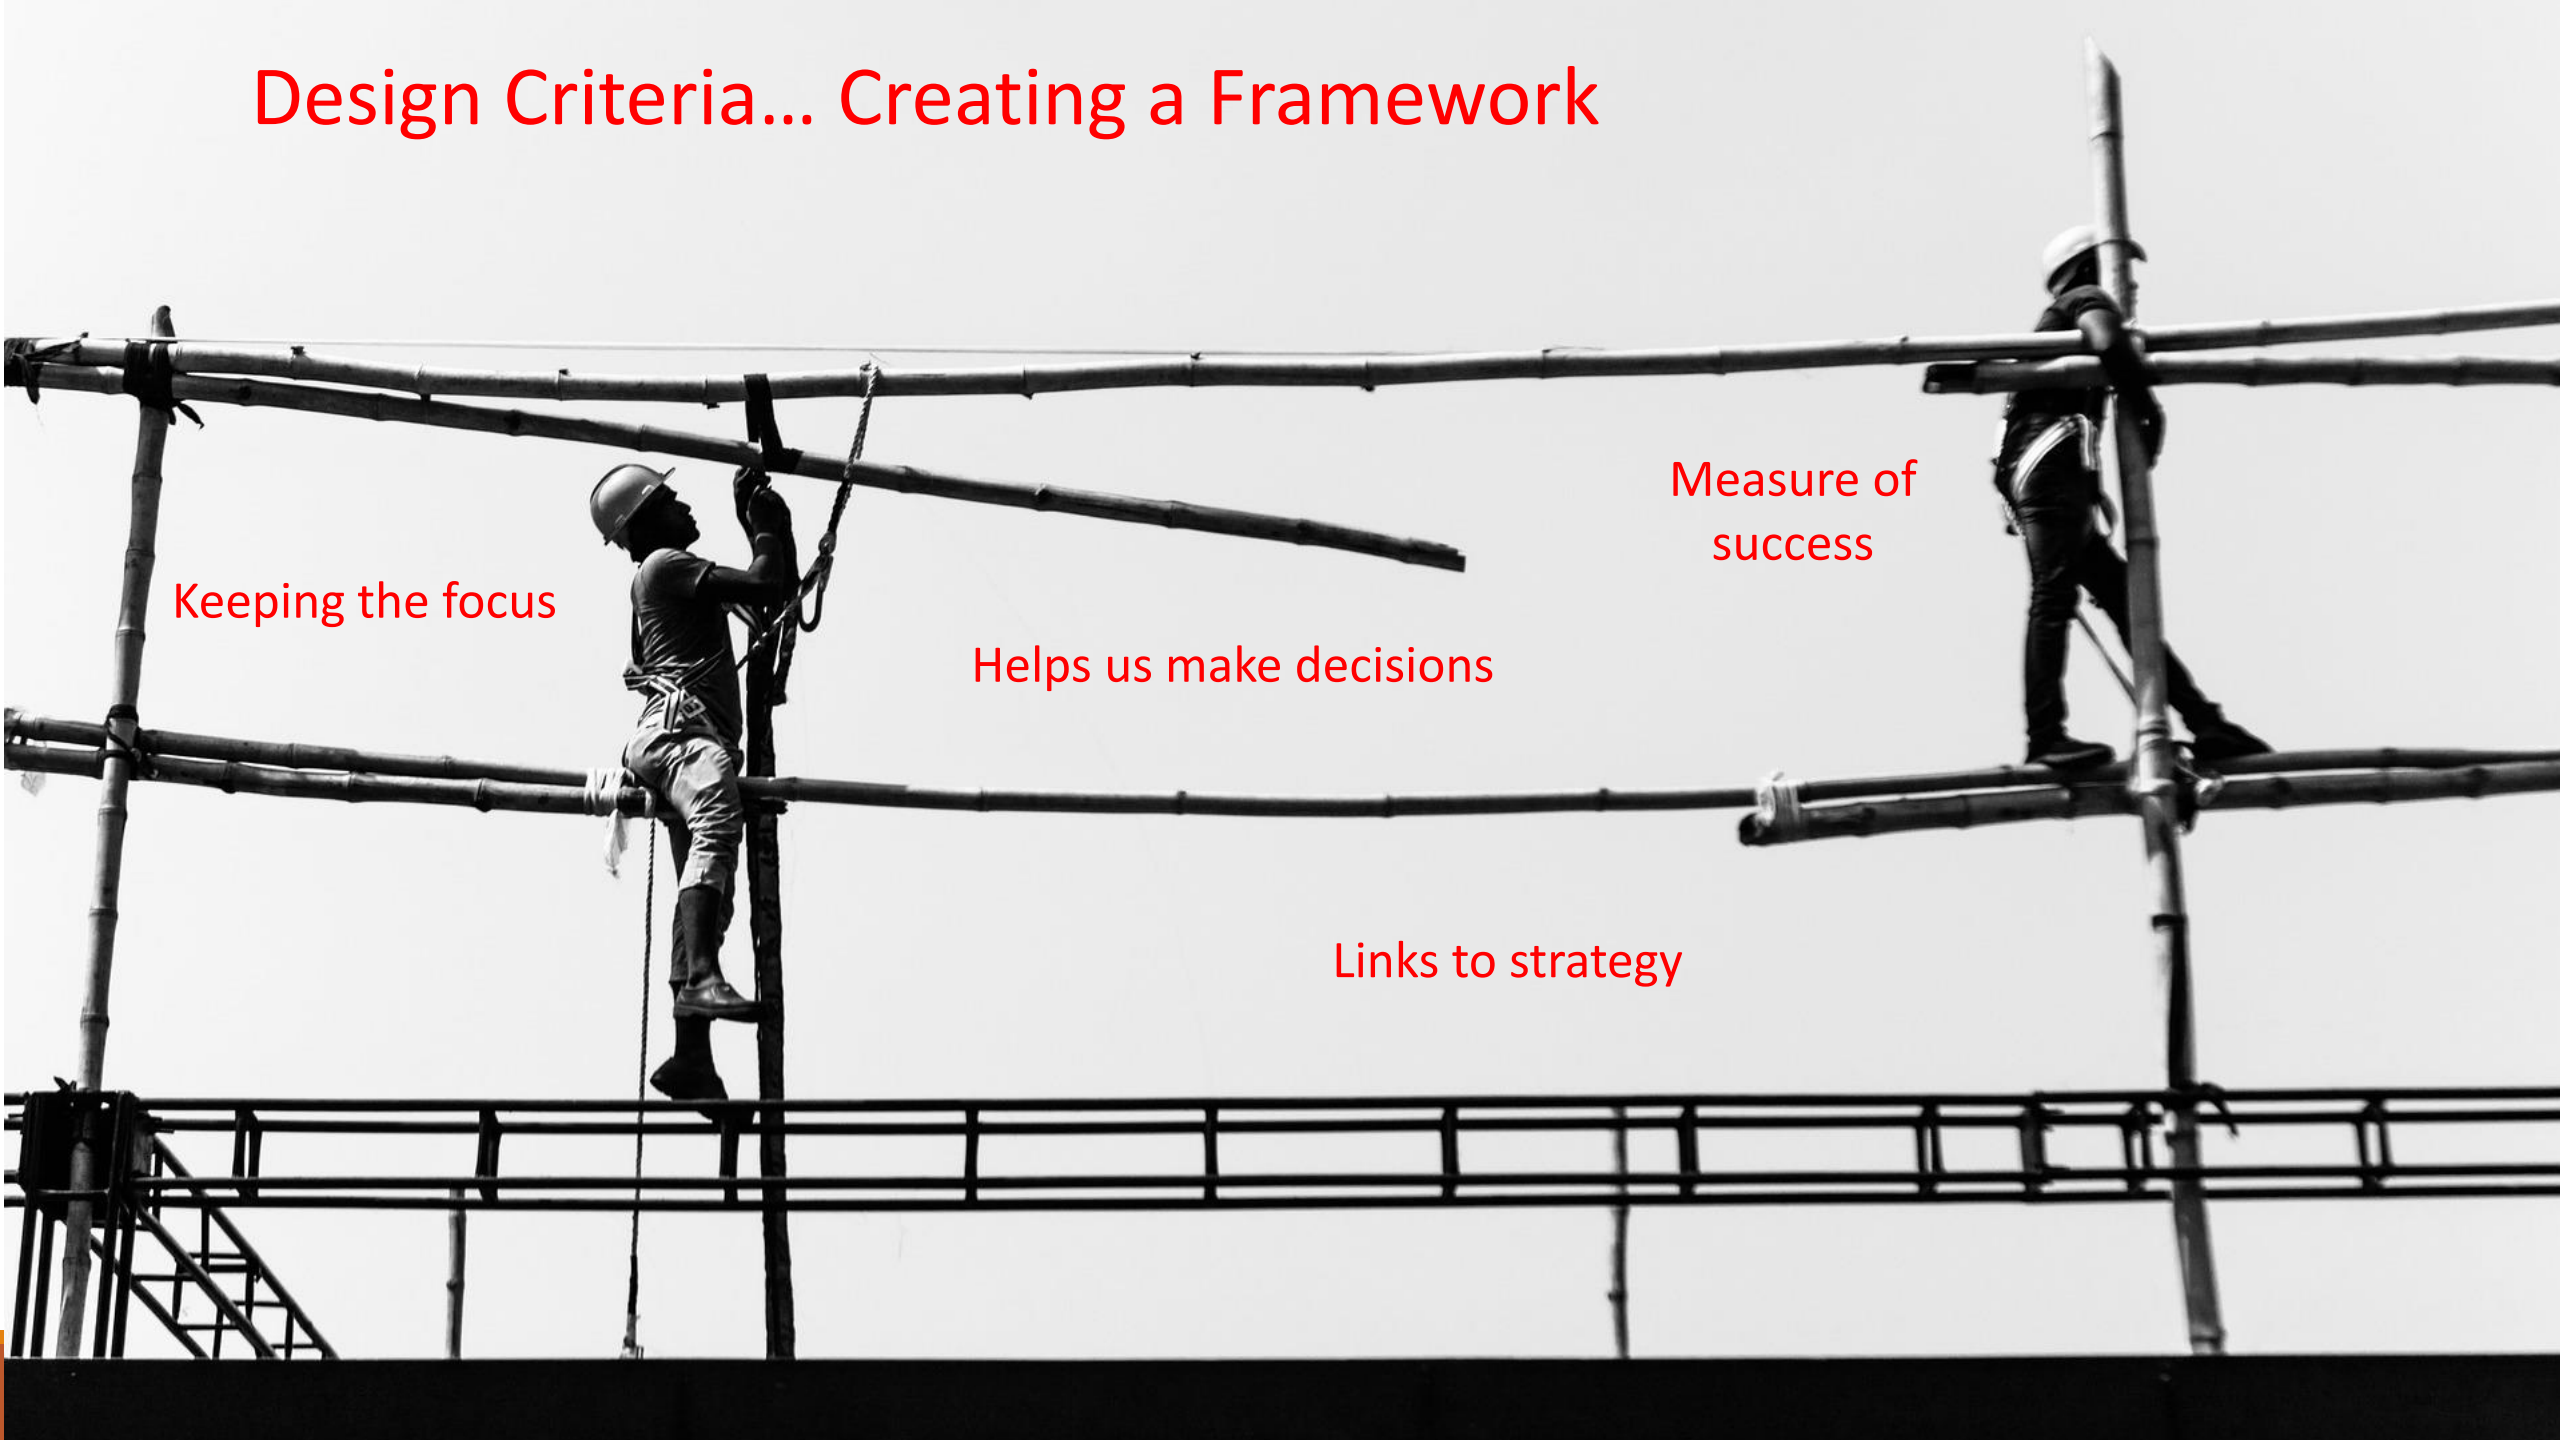 Design Criteria... Creating a Framework
Measure of
success
Keeping the focus
Helps us make decisions
Links to strategy